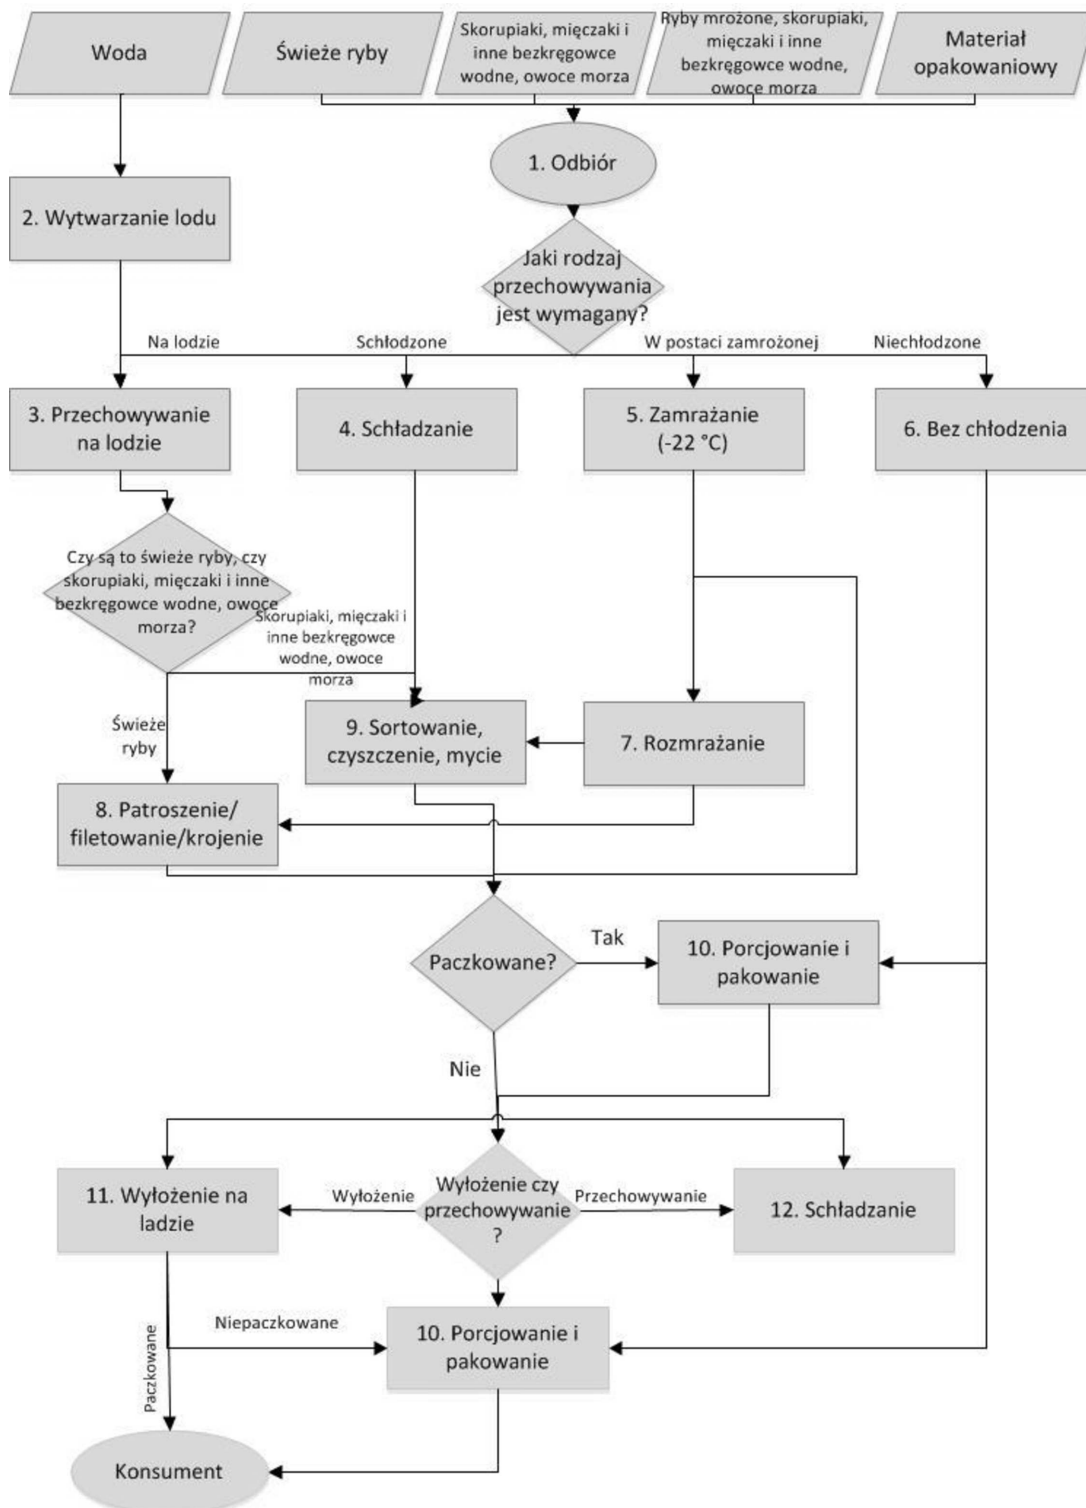 Woda
Świeże ryby
Skorupiaki, mięczaki i
inne bezkręgowce
wodne, owoce morza
Ryby mrożone, skorupiaki,
mięczaki i inne
bezkręgowce wodne,
owoce morza
Materiał
opakowaniowy
1. Odbiór
2. Wytwarzanie lodu
Jaki rodzaj
przechowywania
jest wymagany?
Na lodzie
Schłodzone
W postaci zamrożonej
Niechłodzone
3. Przechowywanie
na lodzie
4. Schładzanie
5. Zamrażanie
(-22 °C)
6. Bez chłodzenia
Czy są to świeże ryby, czy
skorupiaki, mięczaki i inne
bezkręgowce wodne, owoce
morza?
Skorupiaki, mięczaki i
inne bezkręgowce
wodne, owoce
morza
Świeże
ryby
9. Sortowanie,
czyszczenie, mycie
7. Rozmrażanie
8. Patroszenie/
filetowanie/krojenie
Paczkowane?
Tak
10. Porcjowanie i
pakowanie
Nie
11. Wyłożenie na
ladzie
Wyłożenie
Wyłożenie czy
przechowywanie
?
Przechowywanie
12. Schładzanie
Paczkowane
Niepaczkowane
10. Porcjowanie i
pakowanie
Konsument